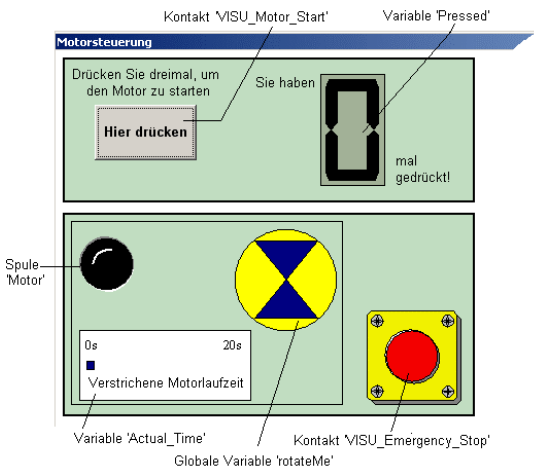 Kontakt 'VISU_Motor_Start'
Variable 'Pressed'
Motorsteuerung
Drücken Sie dreimal, um
den Motor zu starten
Hier drücken
Sie haben
0
mal
gedrückt!
Spule
'Motor'
0s 20s
Verstrichene Motorlaufzeit
Variable 'Actual_Time'
Kontakt 'VISU_Emergency_Stop'
Globale Variable 'rotateMe'